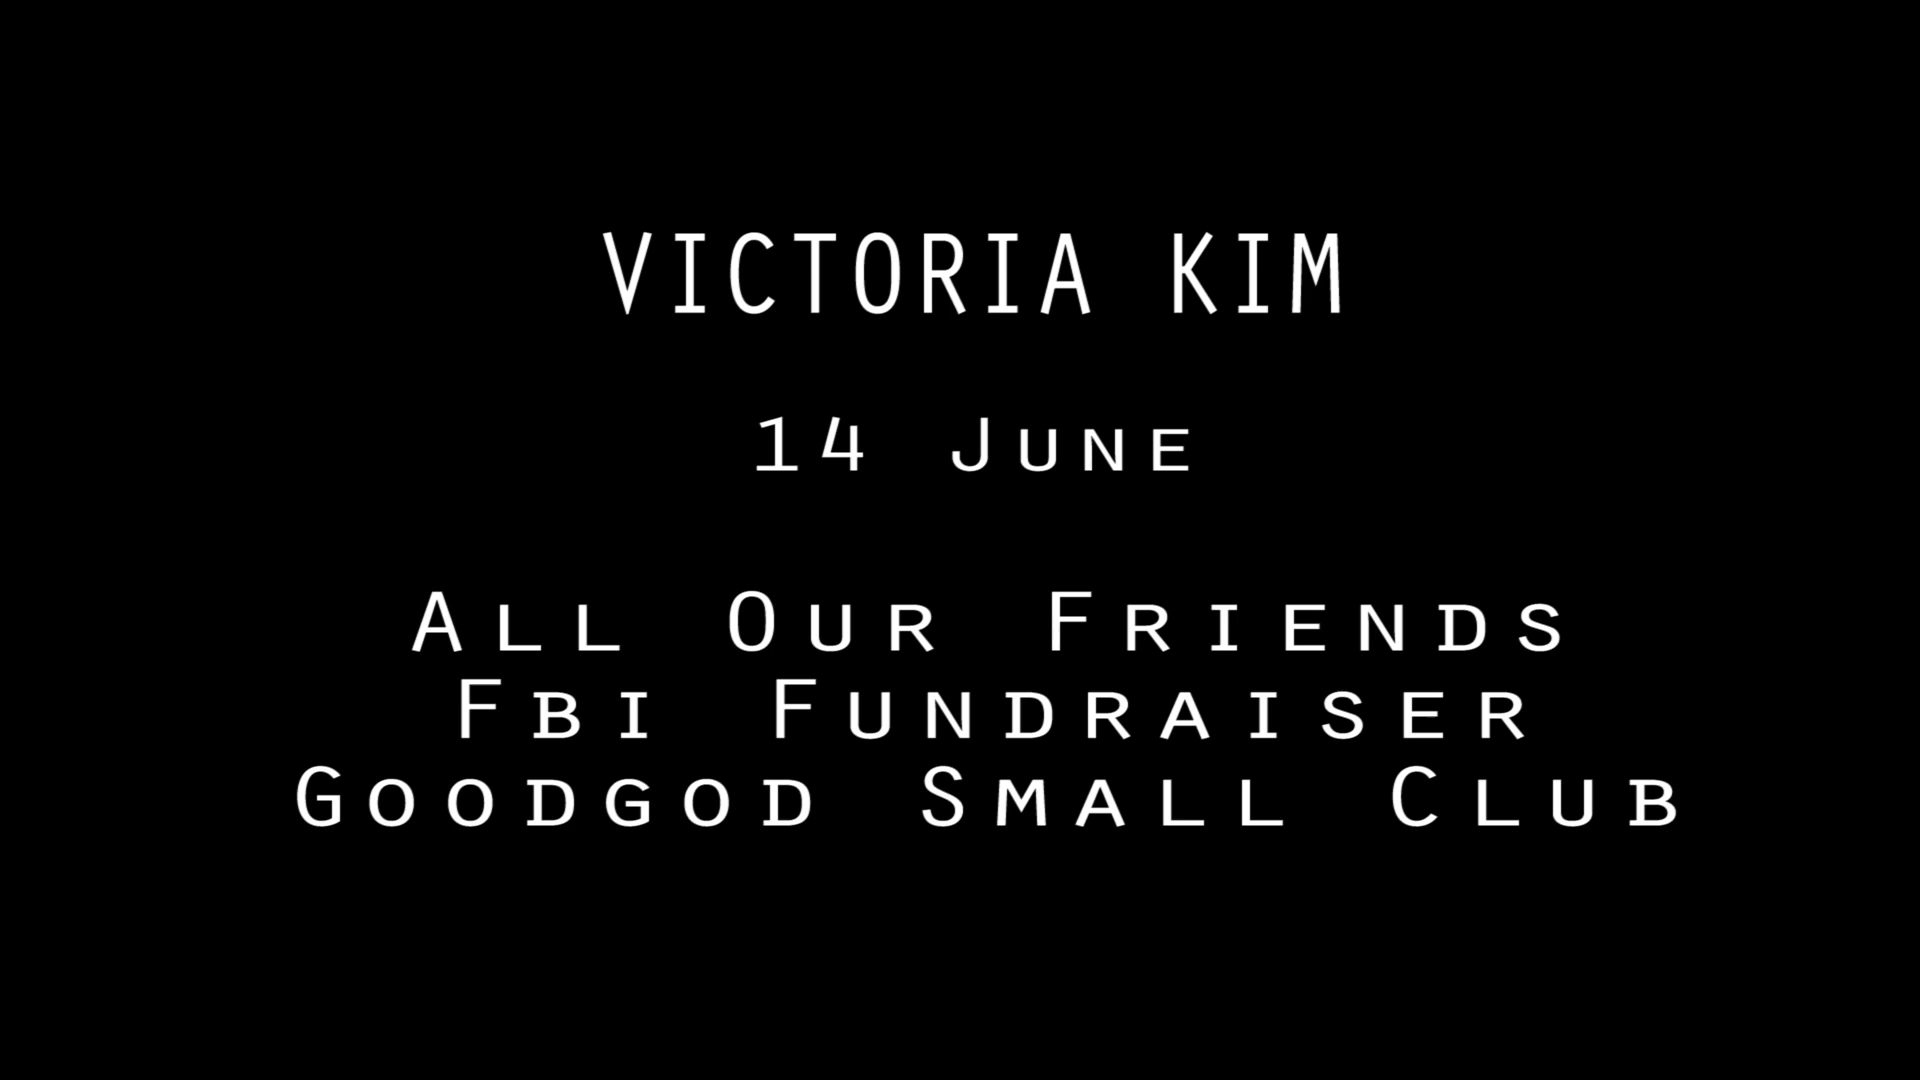 VICTORIA KIM
14 June
All Our Friends
Fbi Fundraiser
Goodgod Small Club